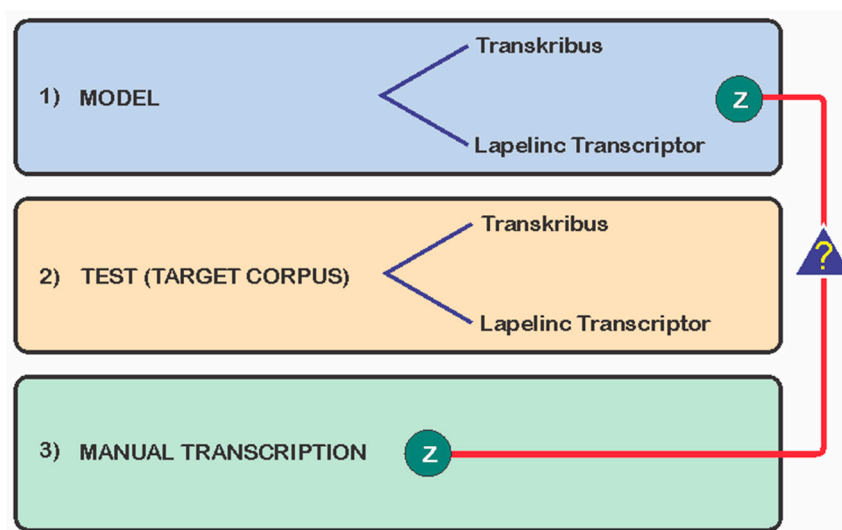 Transkribus
1) MODEL
Z
Lapelinc Transcriptor
Transkribus
?
2) TEST (TARGET CORPUS)
Lapelinc Transcriptor
3) MANUAL TRANSCRIPTION
Z